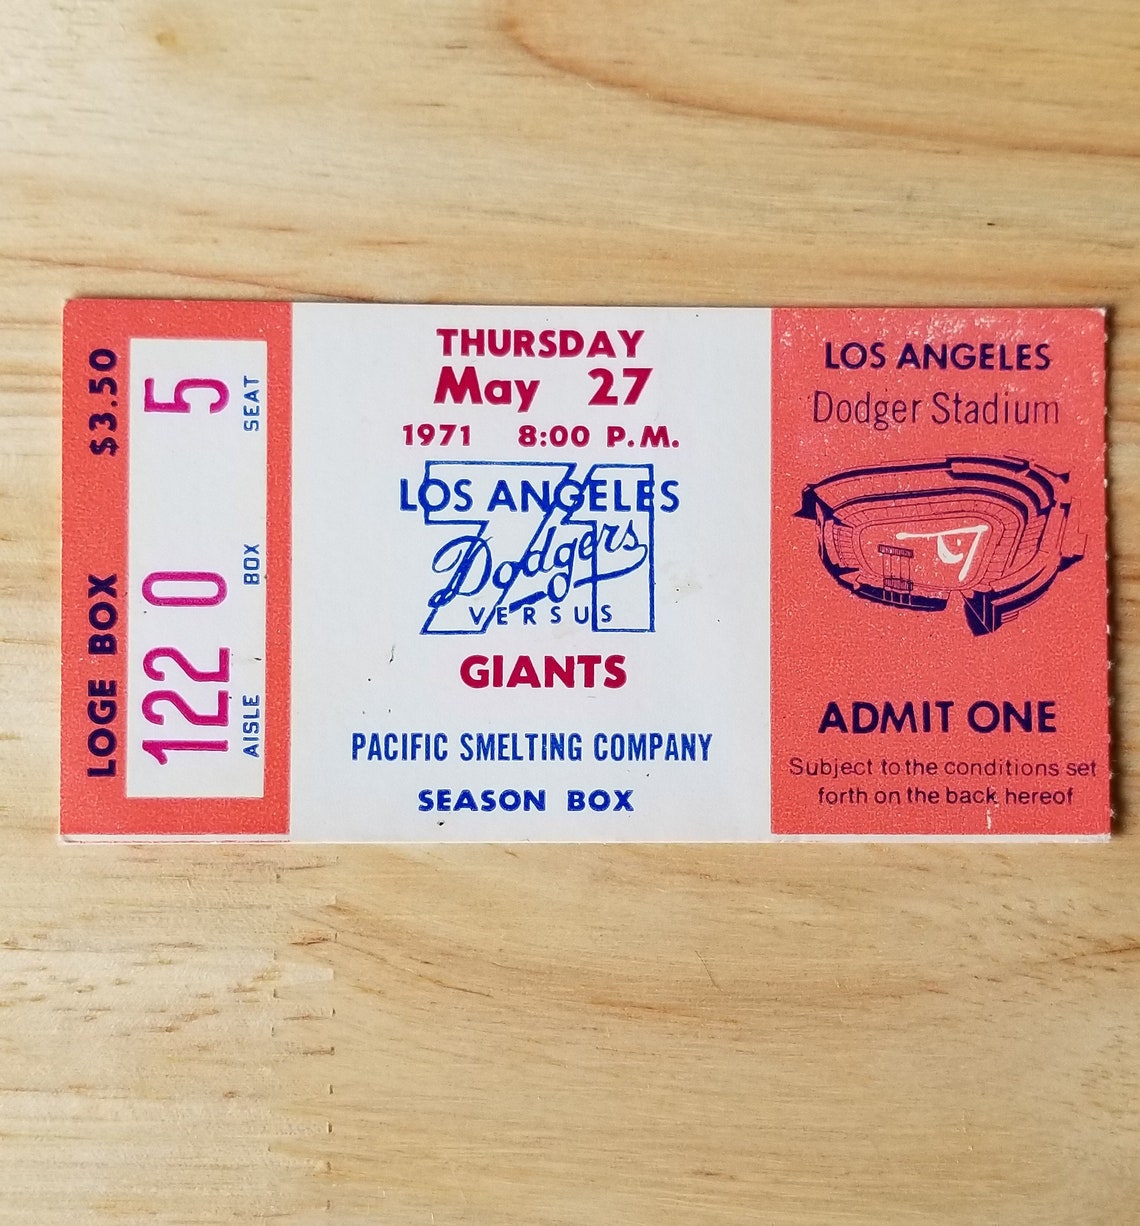 $3.50
LOGE BOX
5 SEAT
0 BOX
122 AISLE
THURSDAY
May 27
1971 8:00 P.M.
71
LOS ANGELES
Dodgers
VERSUS
GIANTS
PACIFIC SMELTING COMPANY
SEASON BOX
LOS ANGELES
Dodger Stadium
ADMIT ONE
Subject to the conditions set
forth on the back hereof